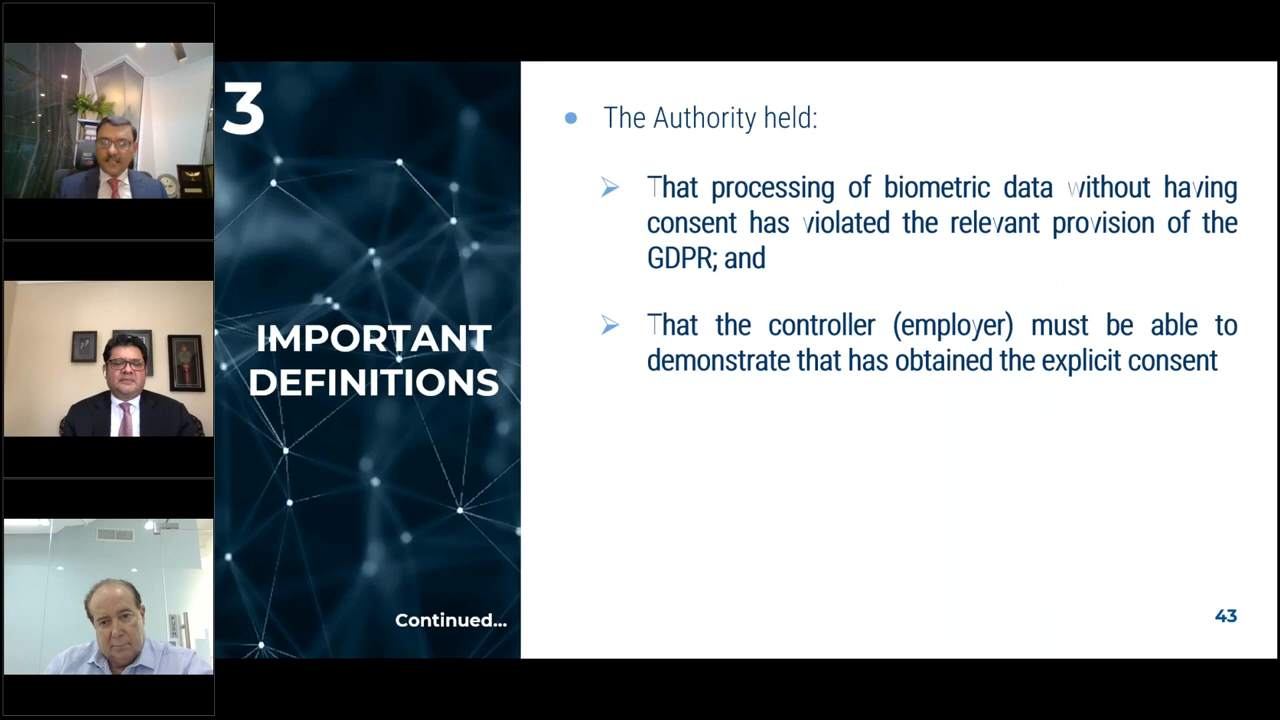 3
IMPORTANT
DEFINITIONS
Continued...
• The Authority held:
➢ That processing of biometric data without having
consent has violated the relevant provision of the
GDPR; and
➢ That the controller (employer) must be able to
demonstrate that has obtained the explicit consent
43